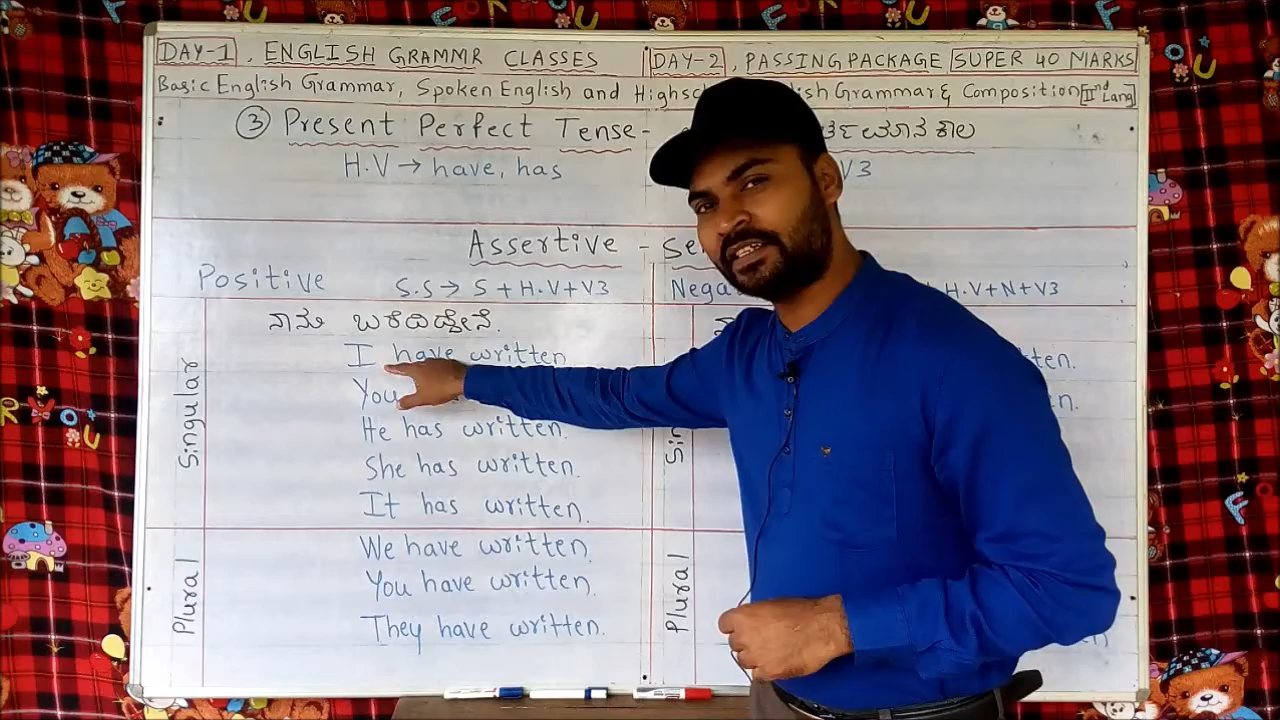 DAY-1, ENGLISH GRAMMR CLASSES
DAY-2, PASSING PACKAGE SUPER 40 MARKS
Basic English Grammar, Spoken English and Highsc English Grammar & Composition [IInd Lang]
③ Present Perfect Tense-
H.V → have, has
V3
Assertive - Se
Positive S.S → S + H.V + V3
Nega + H.V + N + V3
Singular
ನಾನು ಬರೆದಿದ್ದೇನೆ.
I have written
You
He has written.
She has written.
It has written.
Plural
We have written.
You have written.
They have written.
Sin
tten.
n.
Plural